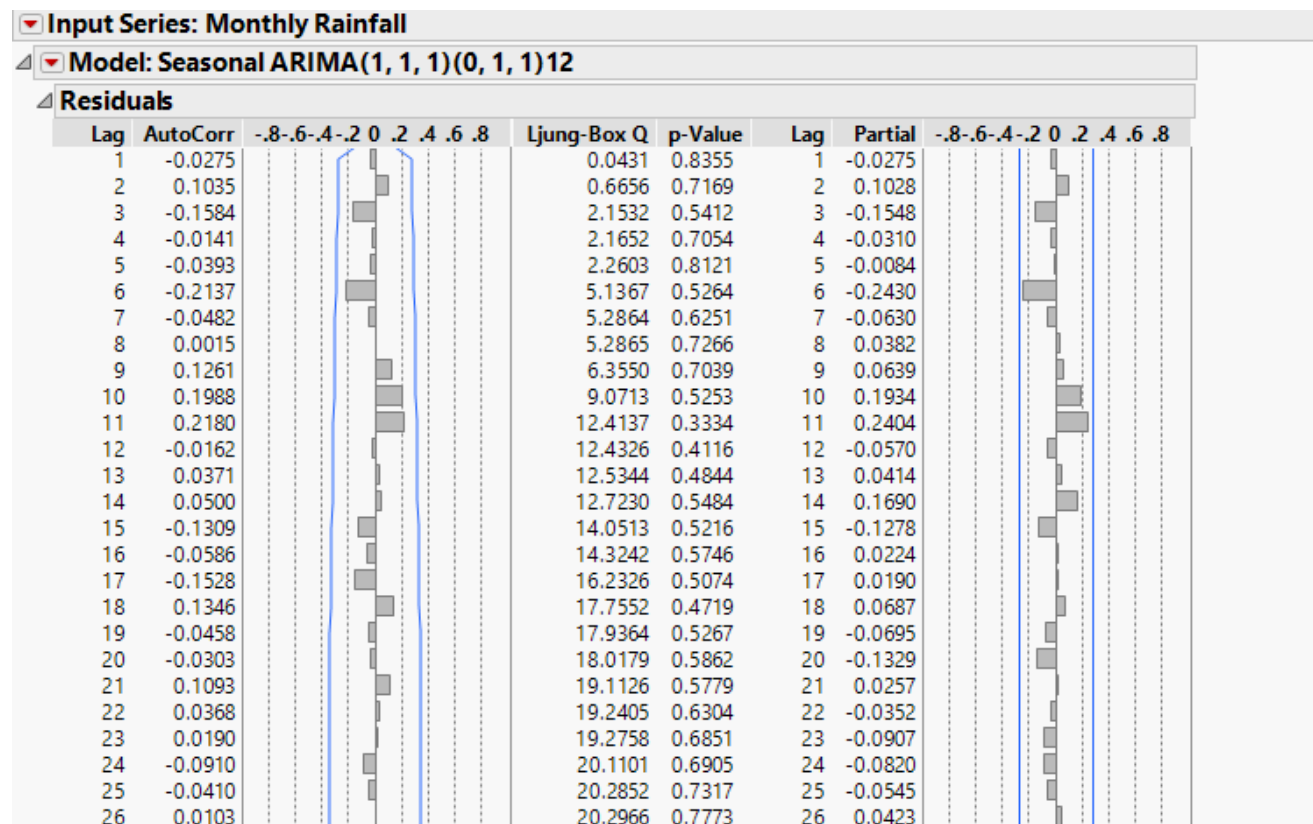 Input Series: Monthly Rainfall
Model: Seasonal ARIMA(1, 1, 1)(0, 1, 1)12
Residuals
Lag AutoCorr -.8-.6-.4-.2 0 .2 .4 .6 .8 Ljung-Box Q p-Value Lag Partial -.8-.6-.4-.2 0 .2 .4 .6 .8
1 -0.0275 0.0431 0.8355 1 -0.0275
2 0.1035 0.6656 0.7169 2 0.1028
3 -0.1584 2.1532 0.5412 3 -0.1548
4 -0.0141 2.1652 0.7054 4 -0.0310
5 -0.0393 2.2603 0.8121 5 -0.0084
6 -0.2137 5.1367 0.5264 6 -0.2430
7 -0.0482 5.2864 0.6251 7 -0.0630
8 0.0015 5.2865 0.7266 8 0.0382
9 0.1261 6.3550 0.7039 9 0.0639
10 0.1988 9.0713 0.5253 10 0.1934
11 0.2180 12.4137 0.3334 11 0.2404
12 -0.0162 12.4326 0.4116 12 -0.0570
13 0.0371 12.5344 0.4844 13 0.0414
14 0.0500 12.7230 0.5484 14 0.1690
15 -0.1309 14.0513 0.5216 15 -0.1278
16 -0.0586 14.3242 0.5746 16 0.0224
17 -0.1528 16.2326 0.5074 17 0.0190
18 0.1346 17.7552 0.4719 18 0.0687
19 -0.0458 17.9364 0.5267 19 -0.0695
20 -0.0303 18.0179 0.5862 20 -0.1329
21 0.1093 19.1126 0.5779 21 0.0257
22 0.0368 19.2405 0.6304 22 -0.0352
23 0.0190 19.2758 0.6851 23 -0.0907
24 -0.0910 20.1101 0.6905 24 -0.0820
25 -0.0410 20.2852 0.7317 25 -0.0545
26 0.0103 20.2966 0.7773 26 0.0423